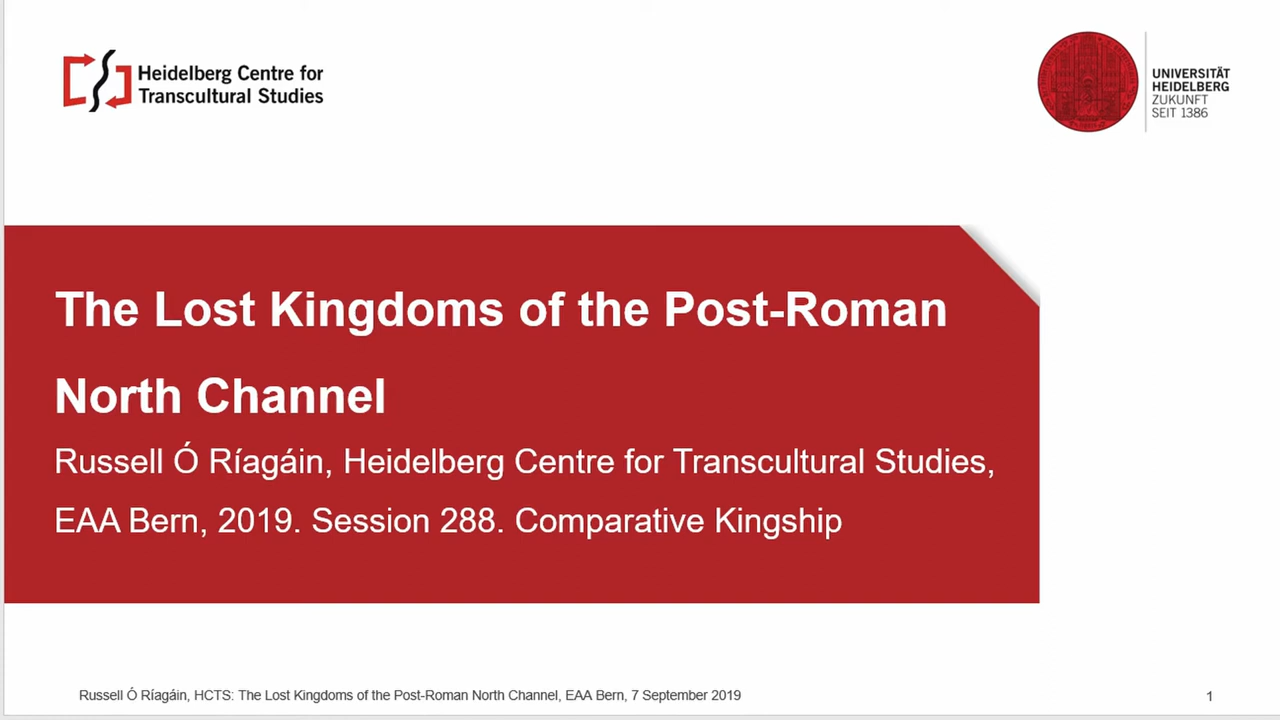 Heidelberg Centre for
Transcultural Studies
UNIVERSITÄT
HEIDELBERG
ZUKUNFT
SEIT 1386
The Lost Kingdoms of the Post-Roman
North Channel
Russell Ó Ríagáin, Heidelberg Centre for Transcultural Studies,
EAA Bern, 2019. Session 288. Comparative Kingship
Russell Ó Ríagáin, HCTS: The Lost Kingdoms of the Post-Roman North Channel, EAA Bern, 7 September 2019
1